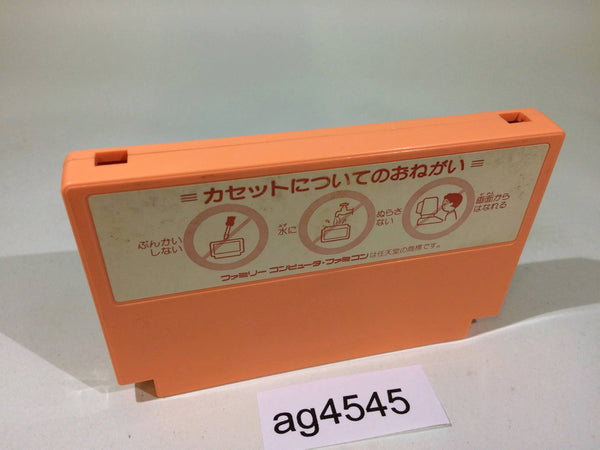 カセットについてのおねがい
ぶんかい
しない
水に
ぬらさ
ない
画面から
はなれる
ファミリー コンピュータ・ファミコンは任天堂の商標です。
ag4545